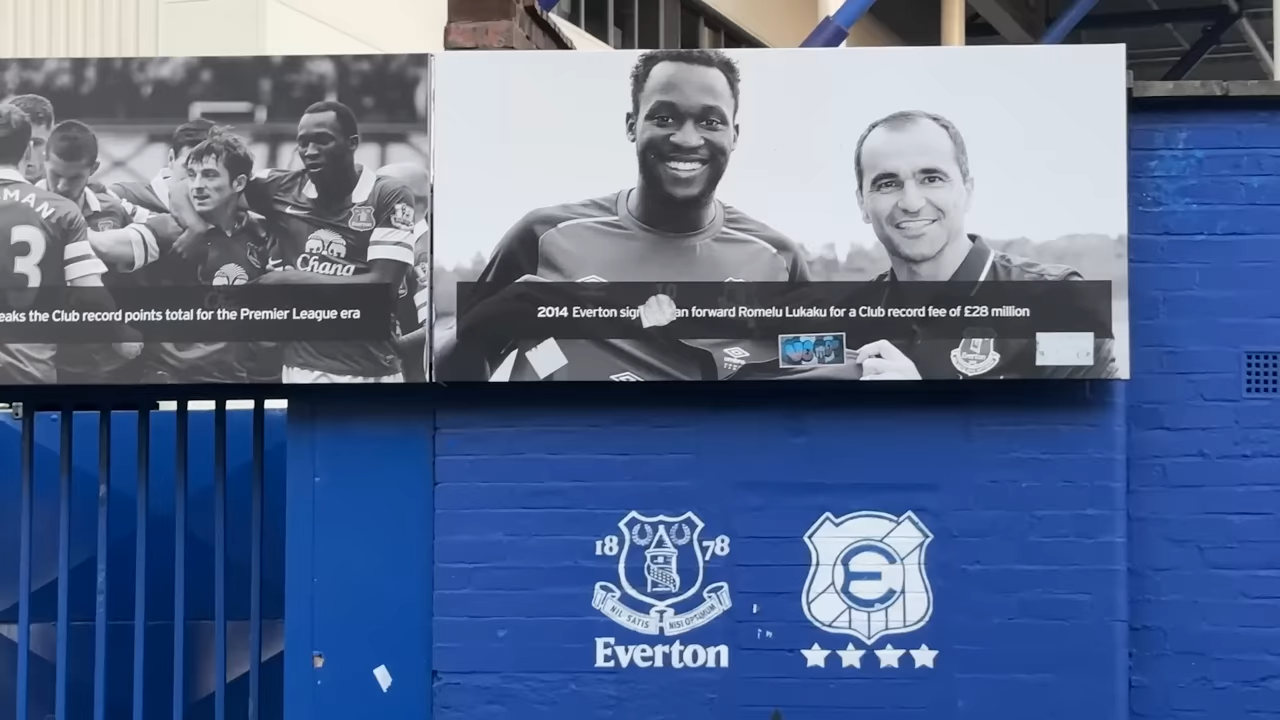 MAN
3
Chang
eaks the Club record points total for the Premier League era
2014 Everton sig an forward Romelu Lukaku for a Club record fee of £28 million
Everton
18 78
NIL SATIS NISI OPTIMUM
Everton
E